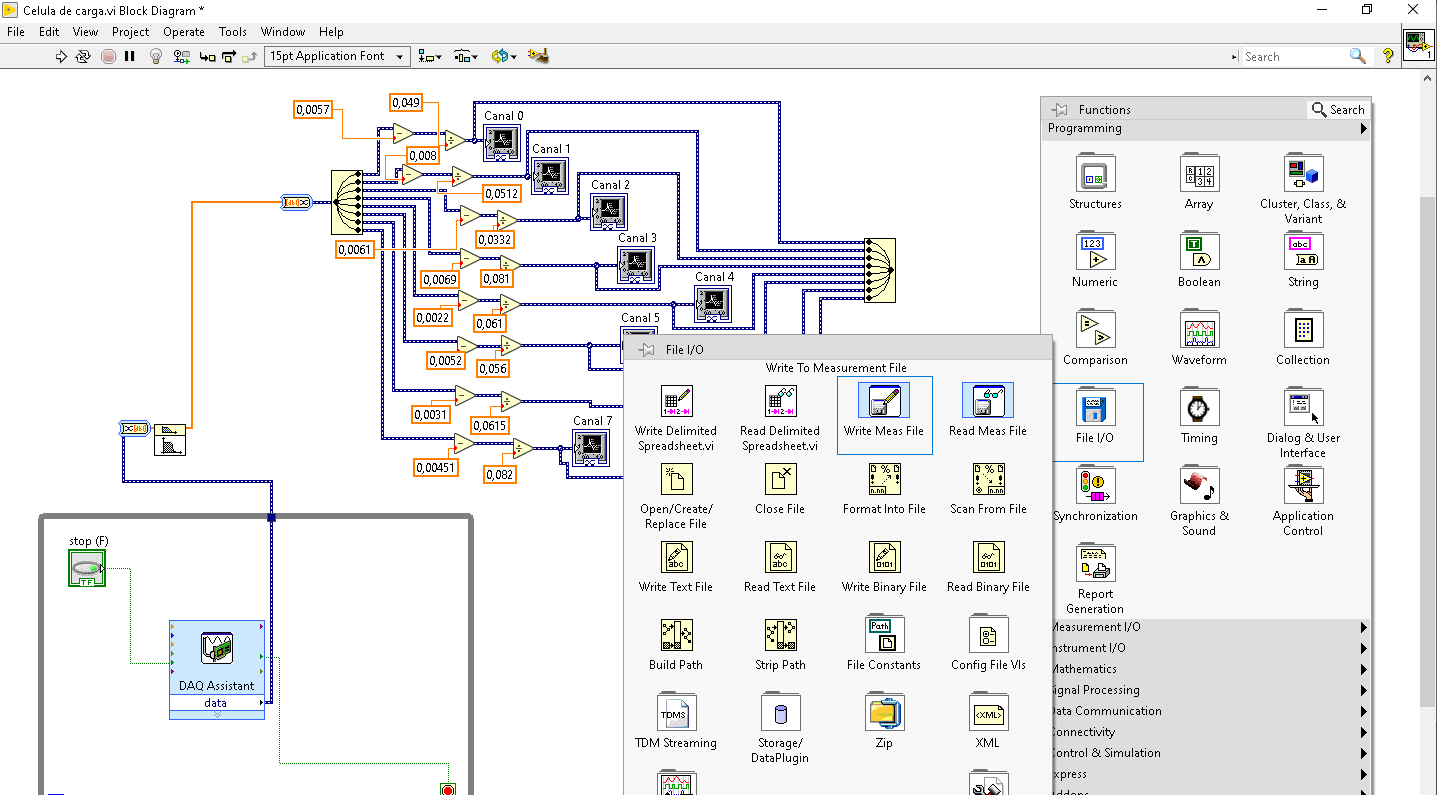 Celula de carga.vi Block Diagram *
File Edit View Project Operate Tools Window Help
15pt Application Font
Search
1
0,0057
0,049
Canal 0
0,008
Canal 1
0,0512
Canal 2
0,0332
0,0061
Canal 3
0,0069
0,081
Canal 4
0,0022
0,061
Canal 5
0,0052
0,056
0,0031
0,0615
Canal 7
0,00451
0,082
stop (F)
TF
DAQ Assistant
data
Functions
Search
Programming
Structures
Array
Cluster, Class, &
Variant
Numeric
Boolean
String
Comparison
Waveform
Collection
File I/O
Timing
Dialog & User
Interface
Synchronization
Graphics &
Sound
Application
Control
Report
Generation
Measurement I/O
Instrument I/O
Mathematics
Signal Processing
Data Communication
Connectivity
Control & Simulation
Express
File I/O
Write To Measurement File
Write Delimited
Spreadsheet.vi
Read Delimited
Spreadsheet.vi
Write Meas File
Read Meas File
Open/Create/
Replace File
Close File
Format Into File
Scan From File
Write Text File
Read Text File
Write Binary File
Read Binary File
Build Path
Strip Path
File Constants
Config File VIs
TDM Streaming
Storage/
DataPlugin
Zip
XML